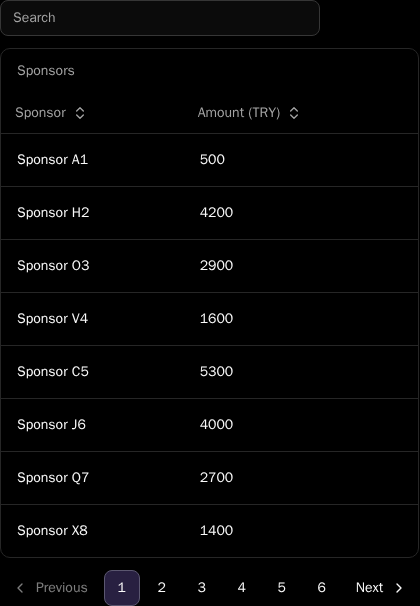 Search
Sponsors
Sponsor Amount (TRY)
Sponsor A1 500
Sponsor H2 4200
Sponsor O3 2900
Sponsor V4 1600
Sponsor C5 5300
Sponsor J6 4000
Sponsor Q7 2700
Sponsor X8 1400
Previous 1 2 3 4 5 6 Next